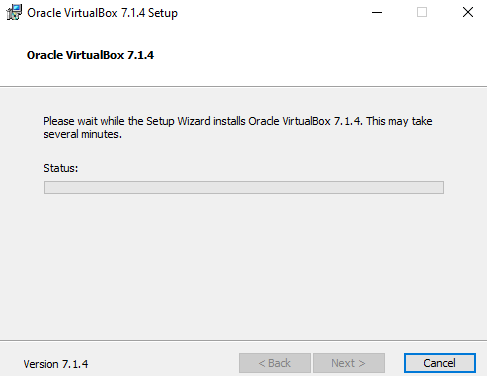 Oracle VirtualBox 7.1.4 Setup
Oracle VirtualBox 7.1.4
Please wait while the Setup Wizard installs Oracle VirtualBox 7.1.4. This may take
several minutes.
Status:
Version 7.1.4
< Back
Next >
Cancel